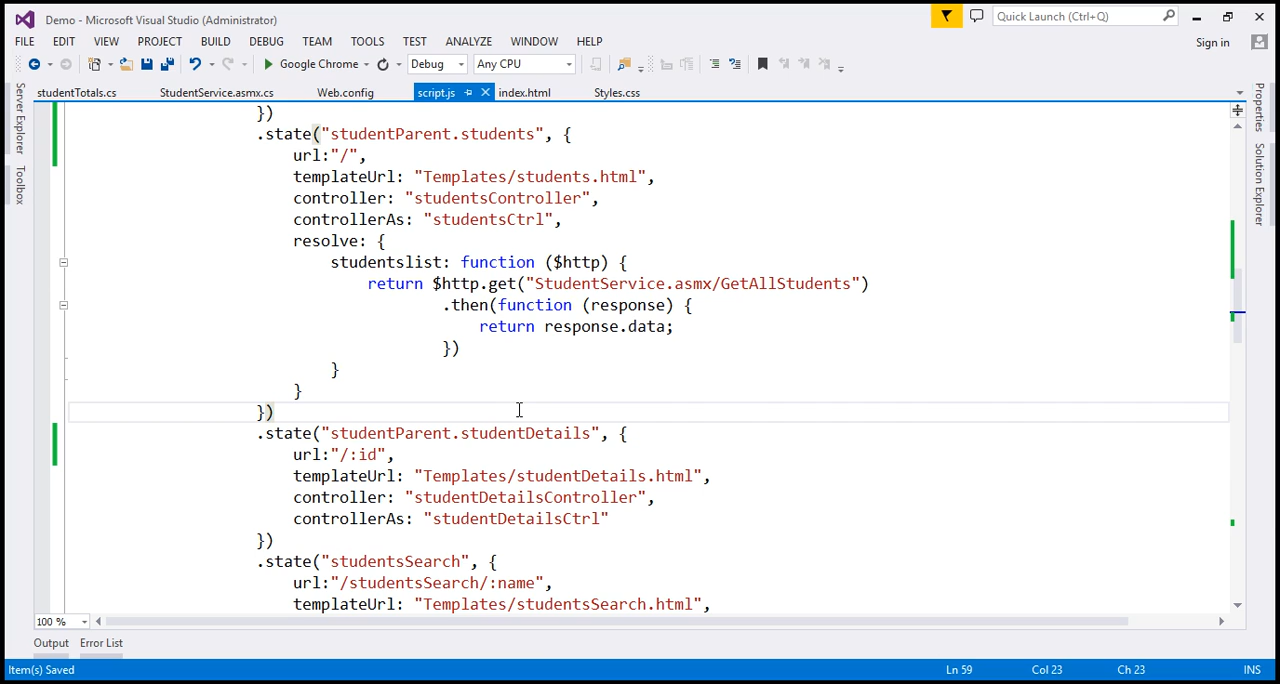 Demo - Microsoft Visual Studio (Administrator)
Quick Launch (Ctrl+Q)
FILE EDIT VIEW PROJECT BUILD DEBUG TEAM TOOLS TEST ANALYZE WINDOW HELP
Sign in
Google Chrome Debug Any CPU
studentTotals.cs StudentService.asmx.cs Web.config script.js index.html Styles.css
Server Explorer
Toolbox
Properties
Solution Explorer
})
.state("studentParent.students", {
url:"/",
templateUrl: "Templates/students.html",
controller: "studentsController",
controllerAs: "studentsCtrl",
resolve: {
studentslist: function ($http) {
return $http.get("StudentService.asmx/GetAllStudents")
.then(function (response) {
return response.data;
})
}
}
})
.state("studentParent.studentDetails", {
url:"/:id",
templateUrl: "Templates/studentDetails.html",
controller: "studentDetailsController",
controllerAs: "studentDetailsCtrl"
})
.state("studentsSearch", {
url:"/studentsSearch/:name",
templateUrl: "Templates/studentsSearch.html",
100 %
Output Error List
Item(s) Saved Ln 59 Col 23 Ch 23 INS